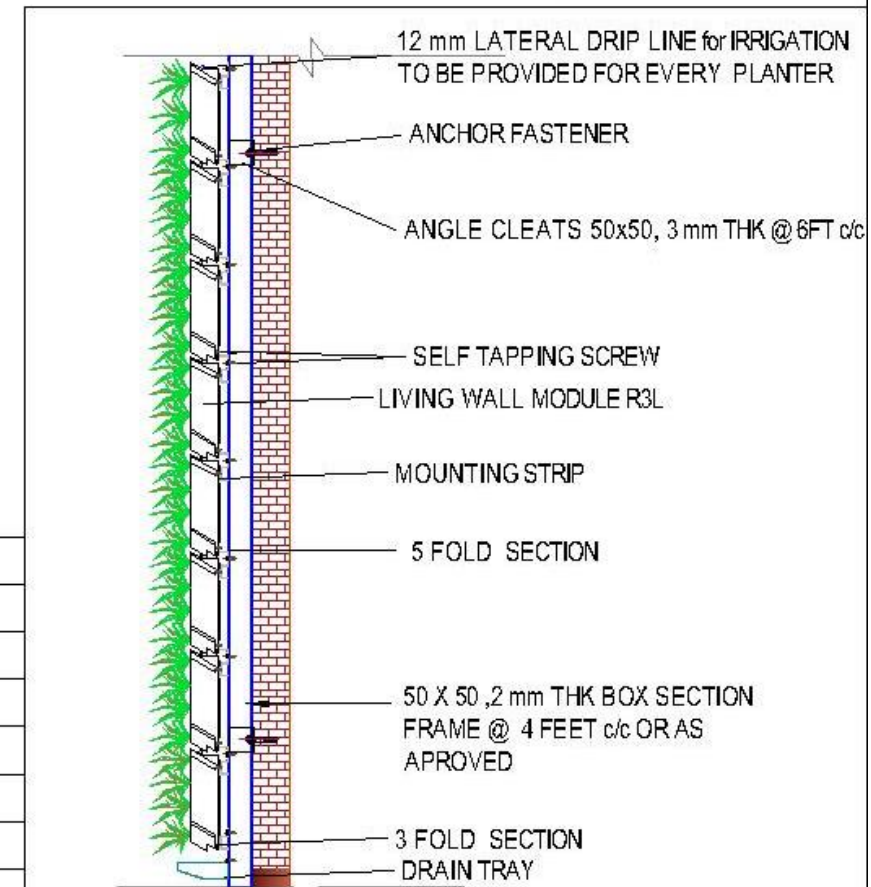 12 mm LATERAL DRIP LINE for IRRIGATION
TO BE PROVIDED FOR EVERY PLANTER
ANCHOR FASTENER
ANGLE CLEATS 50x50, 3 mm THK @ 6FT c/c
SELF TAPPING SCREW
LIVING WALL MODULE R3L
MOUNTING STRIP
5 FOLD SECTION
50 X 50 ,2 mm THK BOX SECTION
FRAME @ 4 FEET c/c OR AS
APROVED
3 FOLD SECTION
DRAIN TRAY